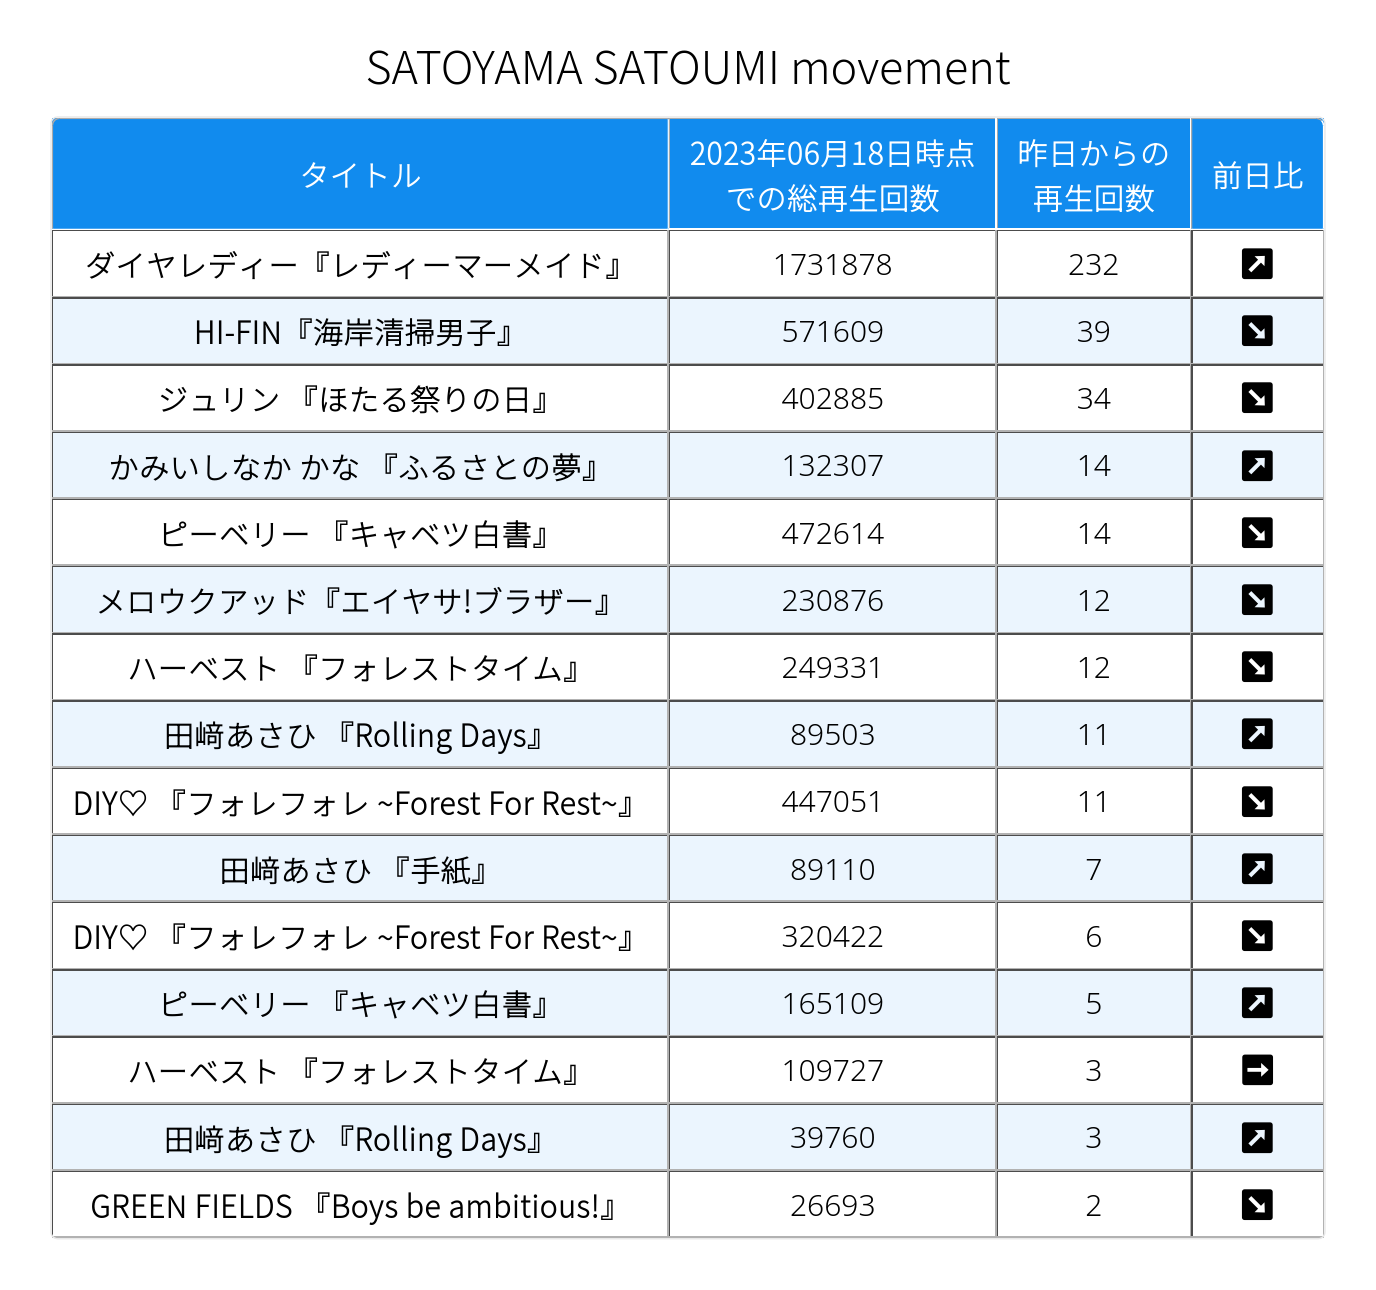 SATOYAMA SATOUMI movement
タイトル
2023年06月18日時点
での総再生回数
昨日からの
再生回数
前日比
ダイヤレディー『レディーマーメイド』 1731878 232 ↗
HI-FIN『海岸清掃男子』 571609 39 ↘
ジュリン 『ほたる祭りの日』 402885 34 ↘
かみいしなか かな 『ふるさとの夢』 132307 14 ↗
ピーベリー 『キャベツ白書』 472614 14 ↘
メロウクアッド『エイヤサ!ブラザー』 230876 12 ↘
ハーベスト 『フォレストタイム』 249331 12 ↘
田﨑あさひ 『Rolling Days』 89503 11 ↗
DIY♡ 『フォレフォレ ~Forest For Rest~』 447051 11 ↘
田﨑あさひ 『手紙』 89110 7 ↗
DIY♡ 『フォレフォレ ~Forest For Rest~』 320422 6 ↘
ピーベリー 『キャベツ白書』 165109 5 ↗
ハーベスト 『フォレストタイム』 109727 3 →
田﨑あさひ 『Rolling Days』 39760 3 ↗
GREEN FIELDS 『Boys be ambitious!』 26693 2 ↘